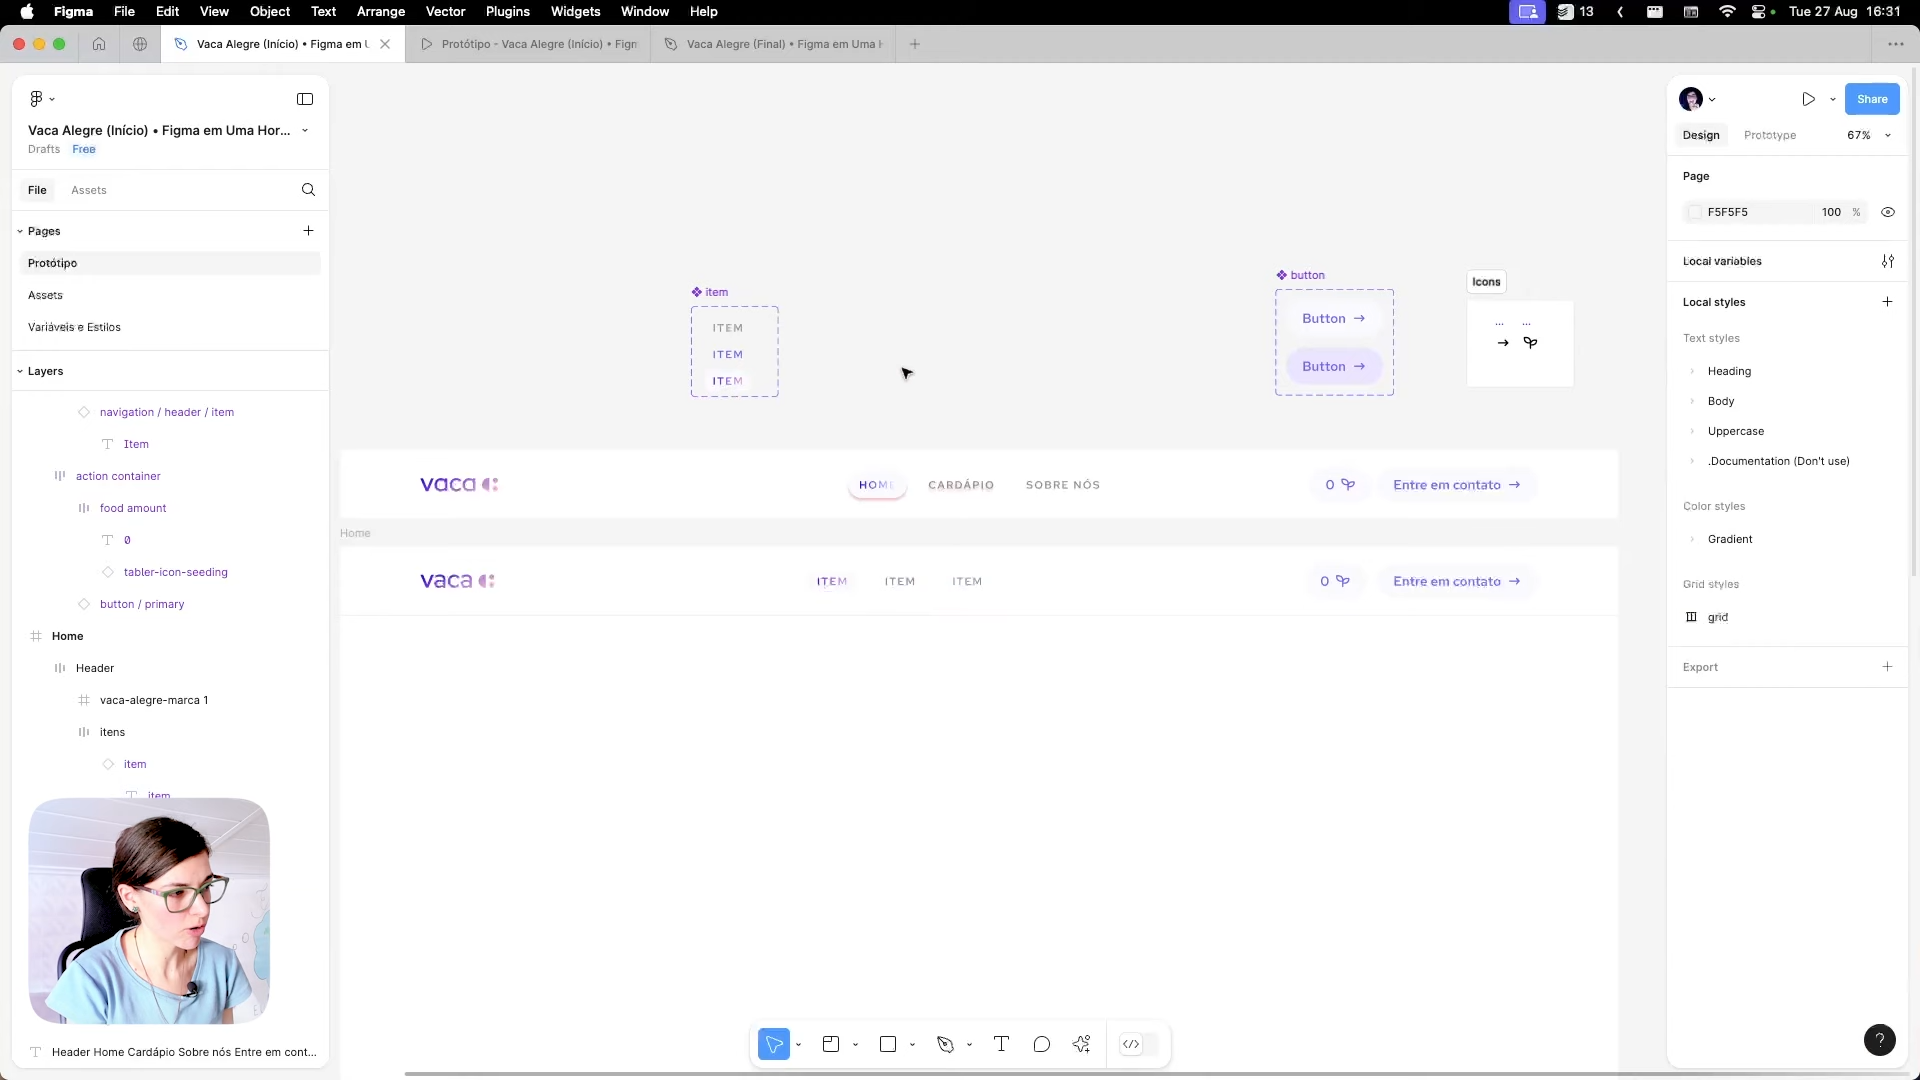 Figma File Edit View Object Text Arrange Vector Plugins Widgets Window Help
13
Tue 27 Aug 16:31
Vaca Alegre (Início) • Figma em U
Protótipo - Vaca Alegre (Início) • Figm
Vaca Alegre (Final) • Figma em Uma H
Vaca Alegre (Início) • Figma em Uma Hor...
Drafts Free
File Assets
Pages
Protótipo
Assets
Variáveis e Estilos
Layers
navigation / header / item
Item
action container
food amount
0
tabler-icon-seeding
button / primary
Home
Header
vaca-alegre-marca 1
itens
item
item
Header Home Cardápio Sobre nós Entre em cont...
item
ITEM
ITEM
ITEM
button
Button →
Button →
Icons
... ...
vaca
HOME CARDÁPIO SOBRE NÓS
0
Entre em contato →
Home
vaca
ITEM ITEM ITEM
0
Entre em contato →
Share
Design Prototype 67%
Page
F5F5F5 100 %
Local variables
Local styles
Text styles
Heading
Body
Uppercase
.Documentation (Don't use)
Color styles
Gradient
Grid styles
grid
Export
?